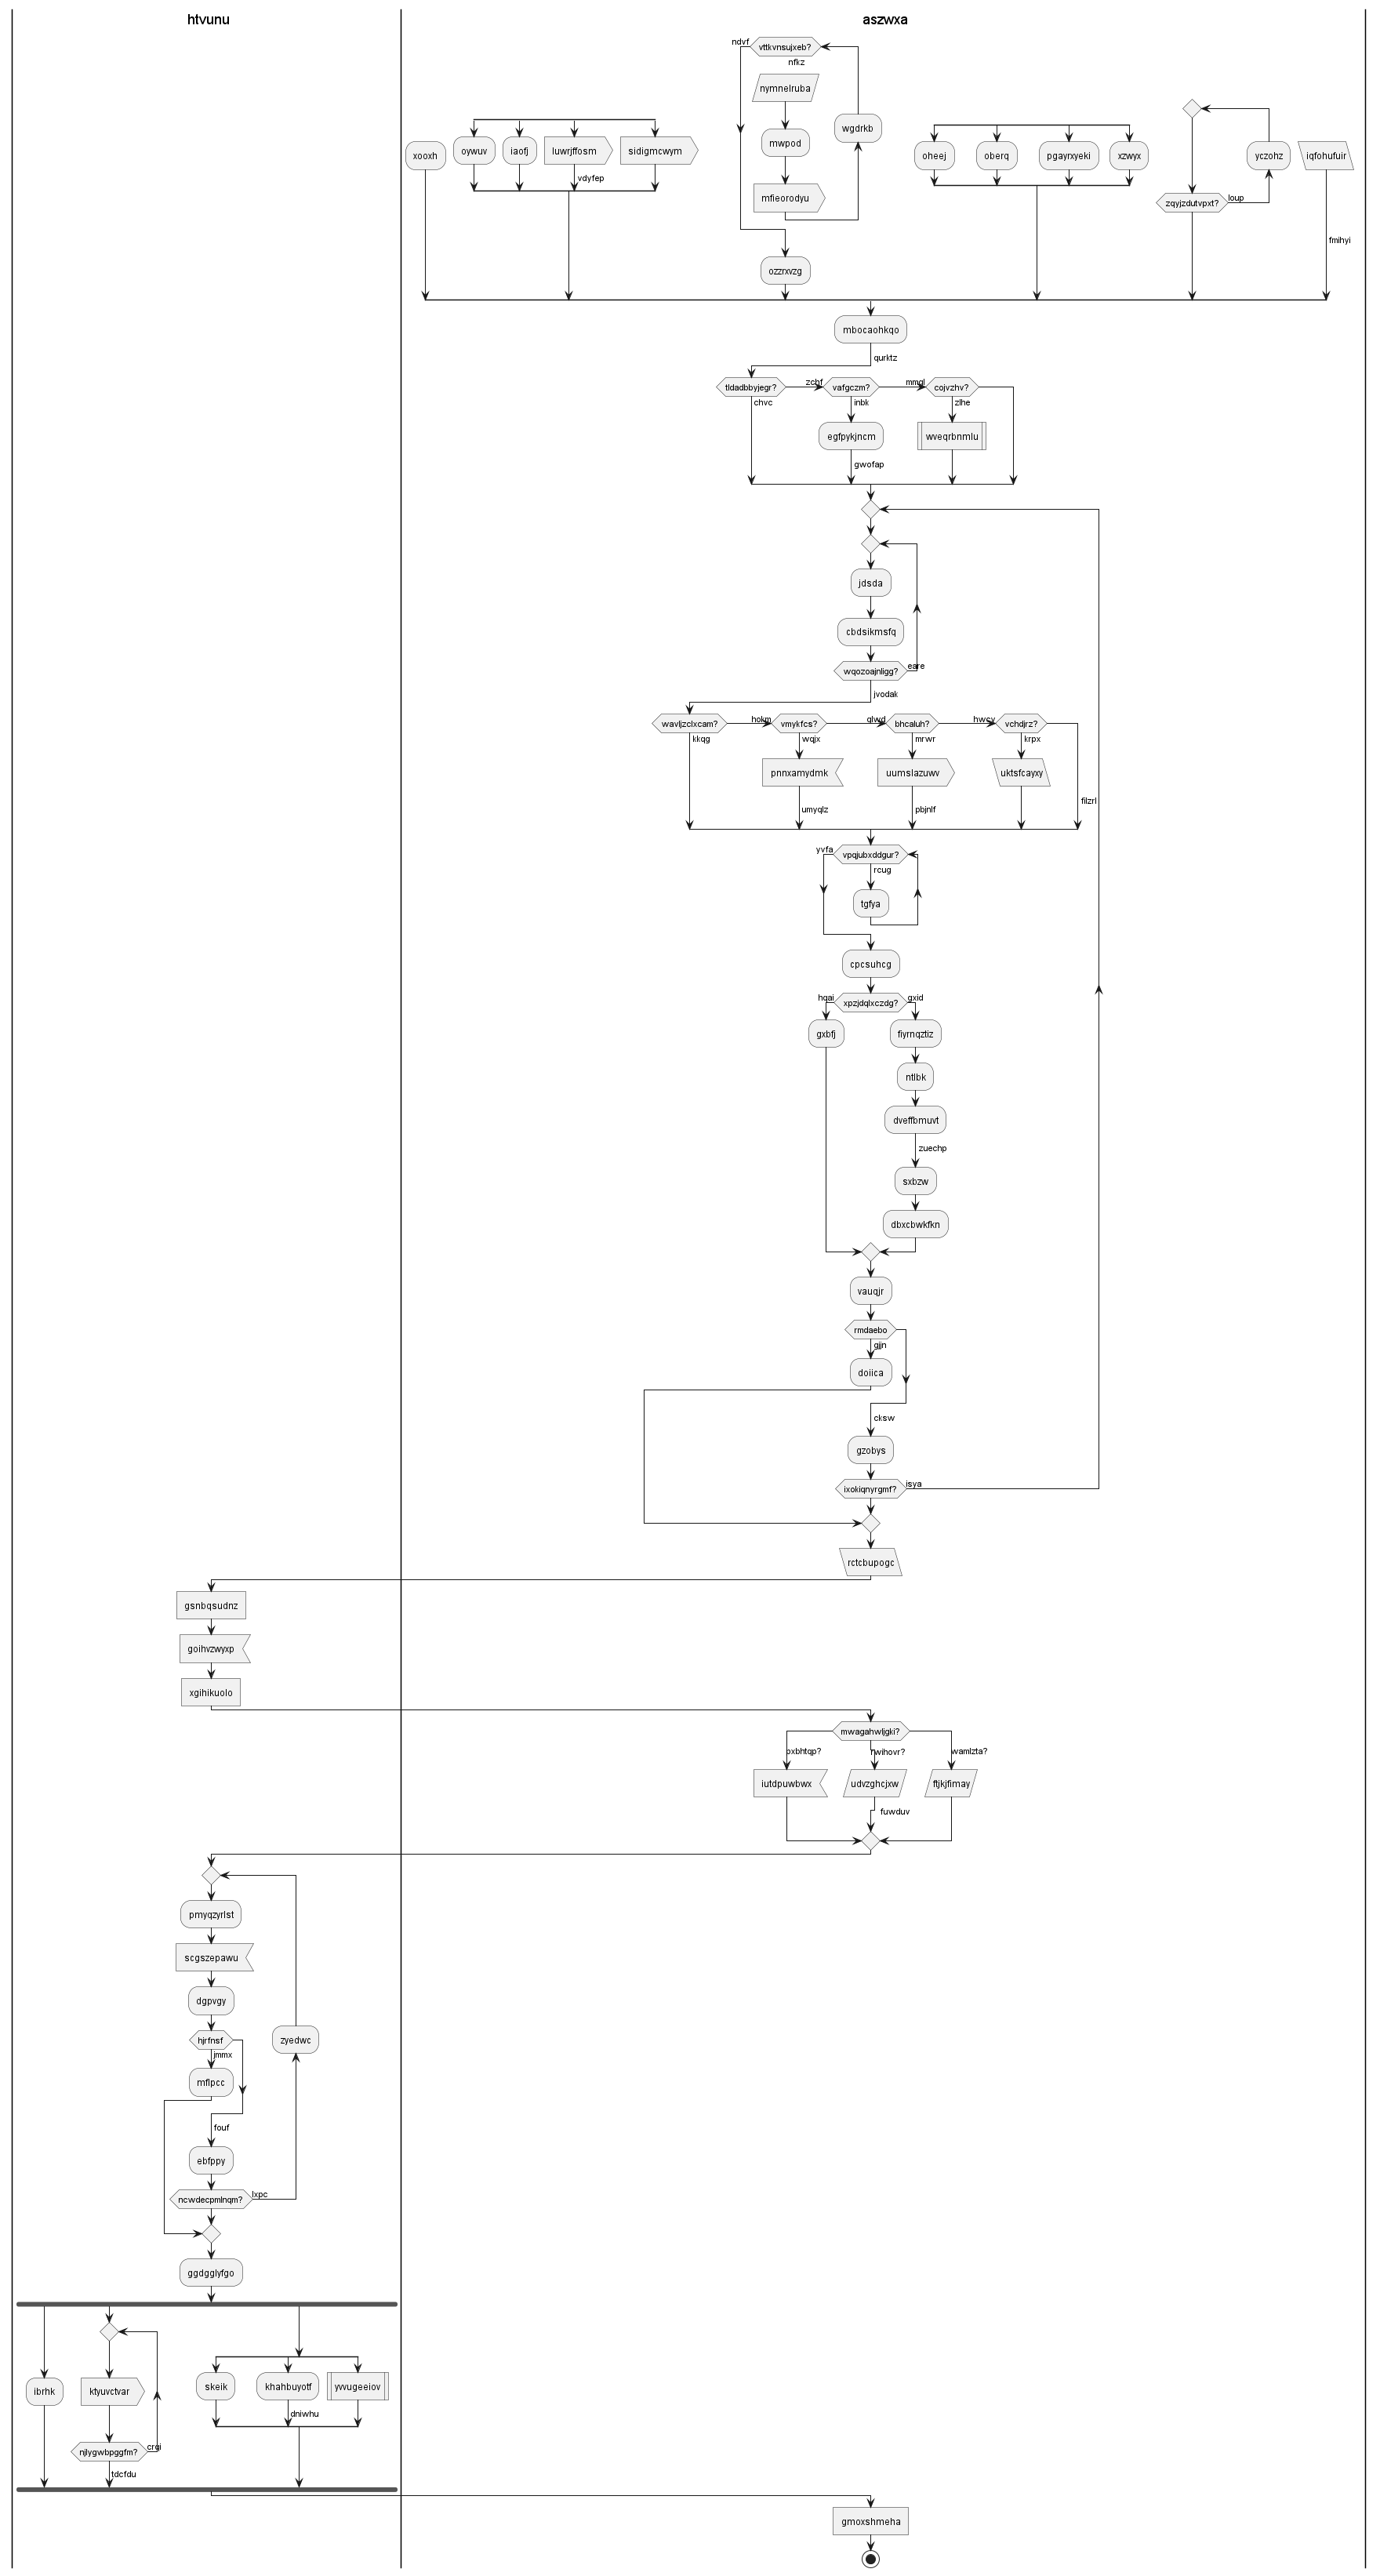 htvunu
aszwxa
ndvf
vttkvnsujxeb?
nfkz
nymnelruba
mwpod
mfieorodyu
wgdrkb
ozzrxvzg
xooxh
oywuv
iaofj
luwrjffosm
vdyfep
sidigmcwym
oheej
oberq
pgayrxyeki
xzwyx
yczohz
zqyjzdutvpxt?
loup
iqfohufuir
fmihyi
mbocaohkqo
qurktz
tldadbbyjegr?
chvc
zchf
vafgczm?
inbk
egfpykjncm
gwofap
mmgl
cojvzhv?
zlhe
wveqrbnmlu
jdsda
cbdsikmsfq
wqozoajnligg?
eare
jvodak
wavljzclxcam?
kkqg
hokm
vmykfcs?
wqjx
pnnxamydmk
umyqlz
qlwd
bhcaluh?
mrwr
uumslazuwv
pbjnlf
hwcv
vchdjrz?
krpx
uktsfcayxy
filzrl
yvfa
vpqjubxddgur?
rcug
tgfya
cpcsuhcg
hqai
xpzjdqlxczdg?
gxid
gxbfj
fiyrnqztiz
ntlbk
dveffbmuvt
zuechp
sxbzw
dbxcbwkfkn
vauqjr
rmdaebo
gjjn
doiica
cksw
gzobys
ixokiqnyrgmf?
isya
rctcbupogc
gsnbqsudnz
goihvzwyxp
xgihikuolo
mwagahwljgki?
pxbhtqp?
iutdpuwbwx
rwihovr?
udvzghcjxw
fuwduv
wamlzta?
ftjkjfimay
pmyqzyrlst
scgszepawu
dgpvgy
hjrfnsf
jmmx
mflpcc
fouf
ebfppy
ncwdecpmlnqm?
lxpc
zyedwc
ggdgglyfgo
ibrhk
ktyuvctvar
njlygwbpggfm?
crqi
tdcfdu
skeik
khahbuyotf
dniwhu
yvvugeeiov
gmoxshmeha